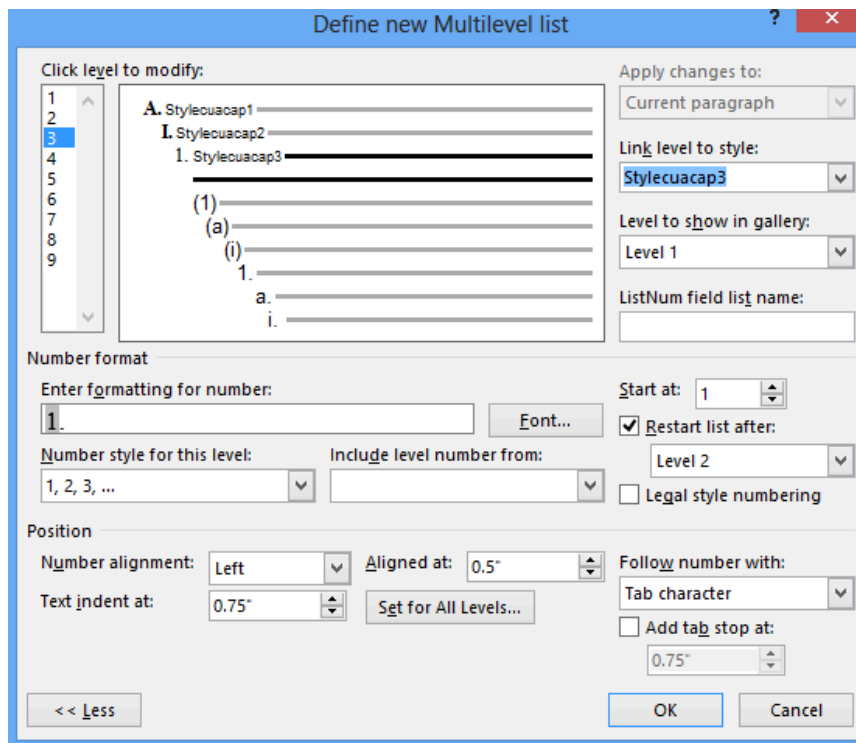 Define new Multilevel list
?
Click level to modify:
1
2
3
4
5
6
7
8
9
A. Stylecuacap1
I. Stylecuacap2
1. Stylecuacap3
(1)
(a)
(i)
1.
a.
i.
Apply changes to:
Current paragraph
Link level to style:
Stylecuacap3
Level to show in gallery:
Level 1
ListNum field list name:
Number format
Enter formatting for number:
1.
Font...
Start at: 1
Restart list after:
Level 2
Legal style numbering
Number style for this level:
1, 2, 3, ...
Include level number from:
Position
Number alignment: Left
Aligned at: 0.5"
Text indent at: 0.75"
Set for All Levels...
Follow number with:
Tab character
Add tab stop at:
0.75"
<< Less
OK
Cancel